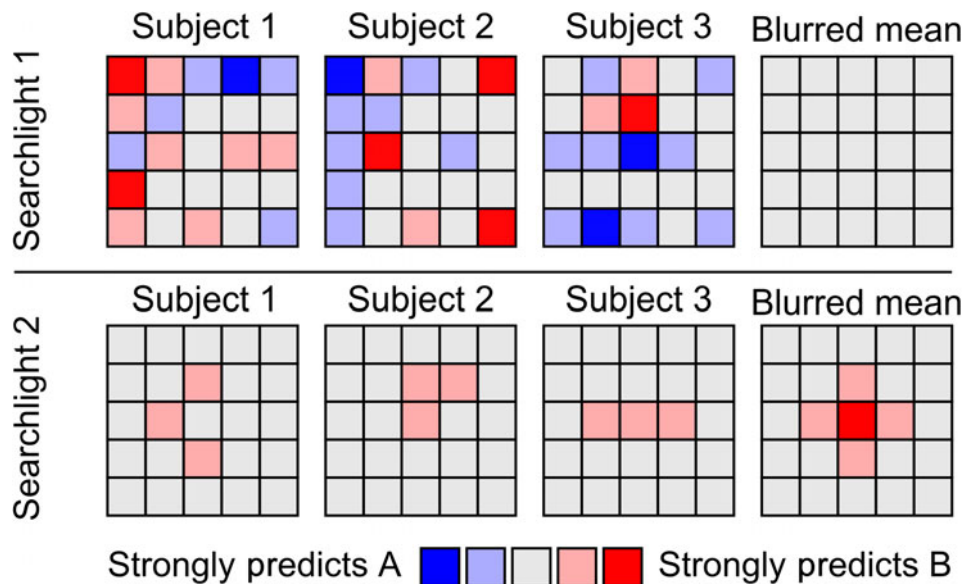 Subject 1 Subject 2 Subject 3 Blurred mean
Searchlight 1
Subject 1 Subject 2 Subject 3 Blurred mean
Searchlight 2
Strongly predicts A Strongly predicts B